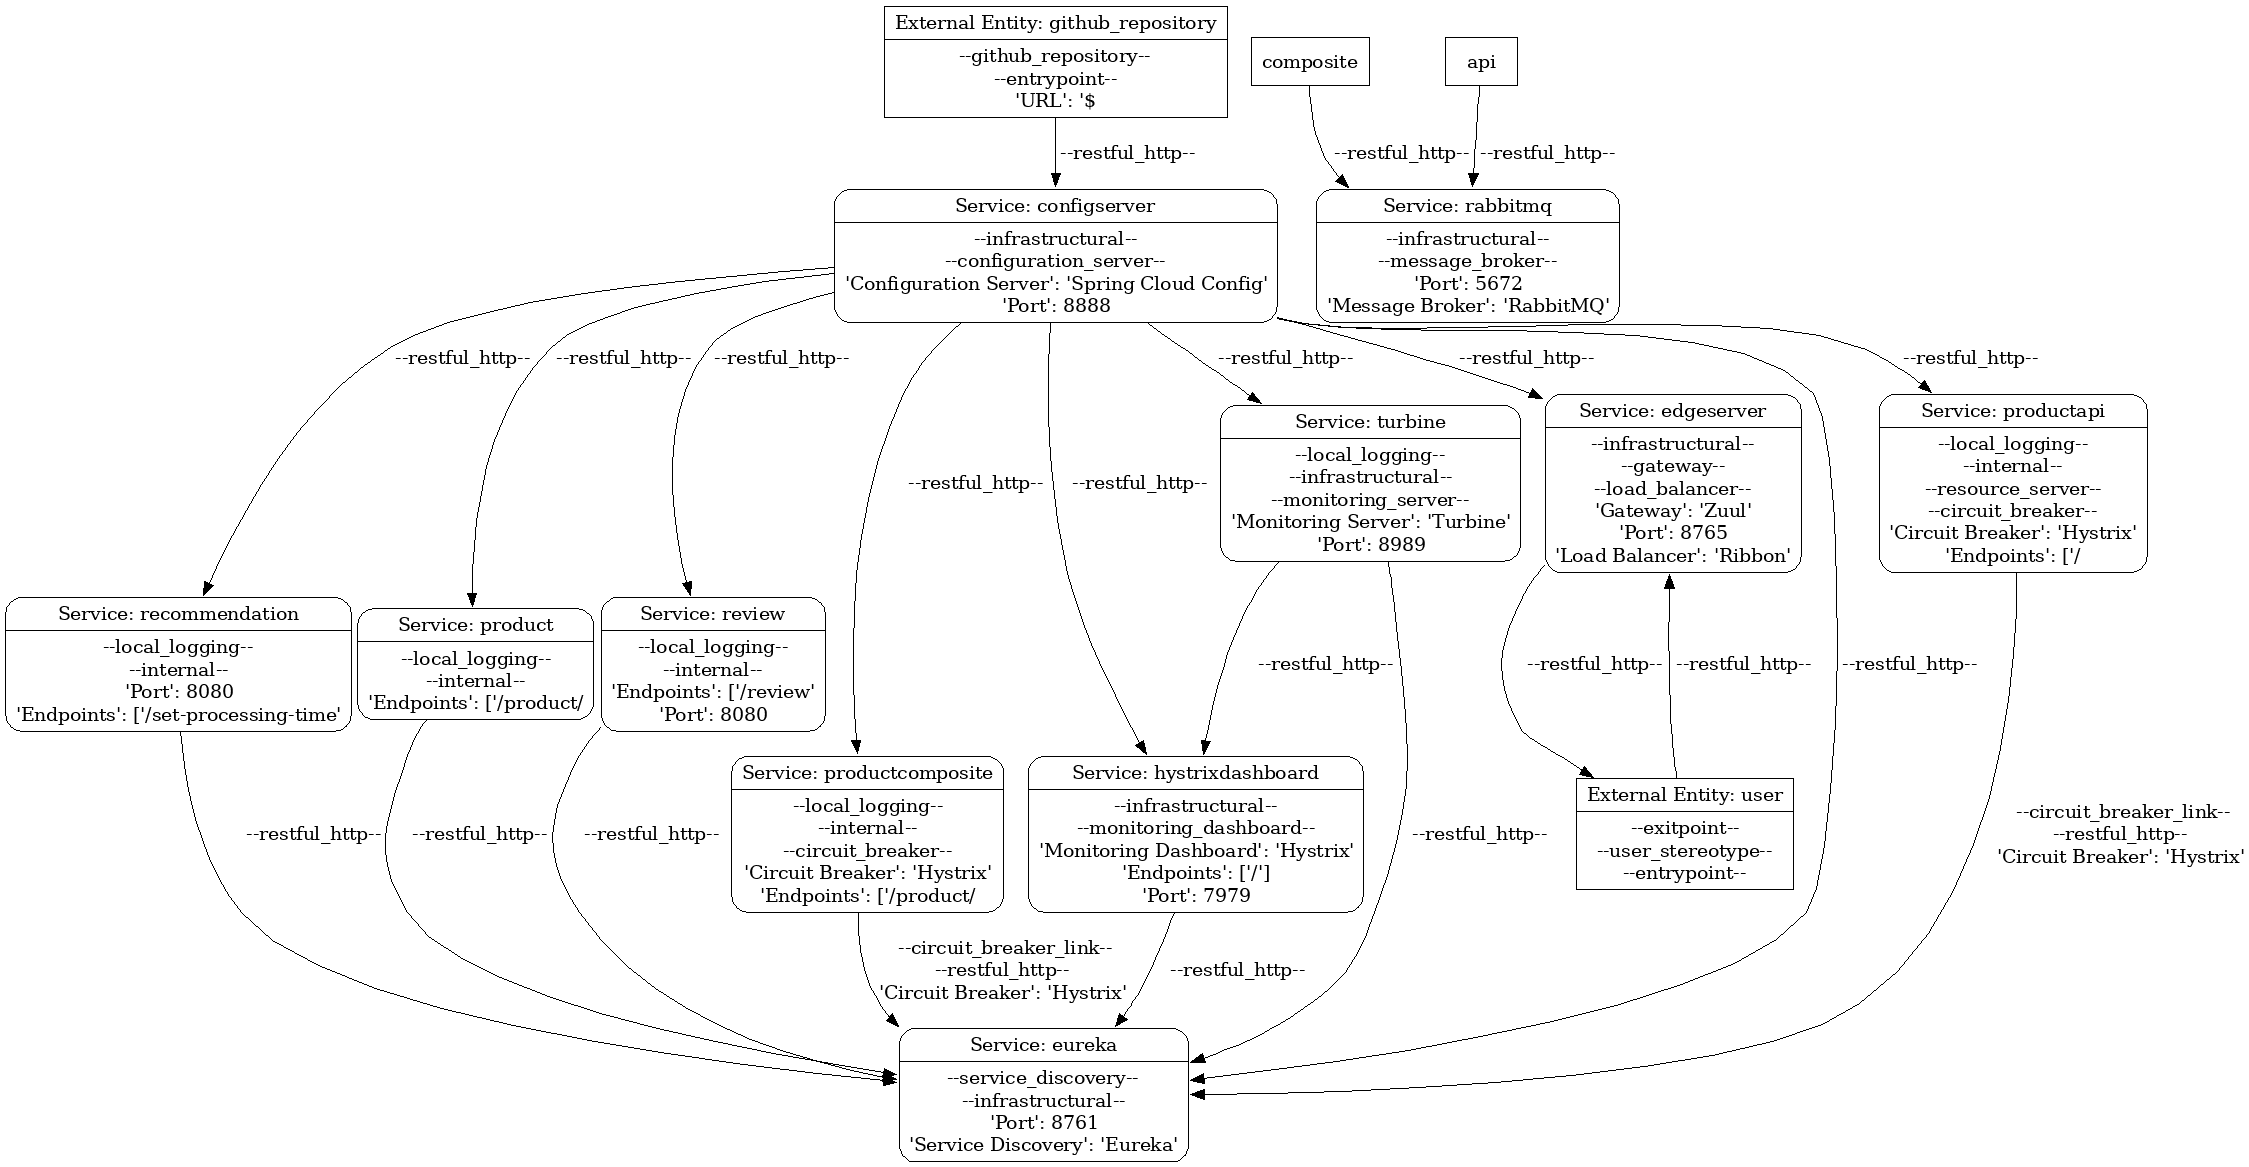 External Entity: github_repository
--github_repository--
--entrypoint--
'URL': '$
composite
api
--restful_http--
--restful_http--
--restful_http--
Service: configserver
--infrastructural--
--configuration_server--
'Configuration Server': 'Spring Cloud Config'
'Port': 8888
Service: rabbitmq
--infrastructural--
--message_broker--
'Port': 5672
'Message Broker': 'RabbitMQ'
--restful_http--
--restful_http--
--restful_http--
--restful_http--
--restful_http--
--restful_http--
--restful_http--
--restful_http--
Service: turbine
--local_logging--
--infrastructural--
--monitoring_server--
'Monitoring Server': 'Turbine'
'Port': 8989
Service: edgeserver
--infrastructural--
--gateway--
--load_balancer--
'Gateway': 'Zuul'
'Port': 8765
'Load Balancer': 'Ribbon'
Service: productapi
--local_logging--
--internal--
--resource_server--
--circuit_breaker--
'Circuit Breaker': 'Hystrix'
'Endpoints': ['/
Service: recommendation
--local_logging--
--internal--
'Port': 8080
'Endpoints': ['/set-processing-time'
Service: product
--local_logging--
--internal--
'Endpoints': ['/product/
Service: review
--local_logging--
--internal--
'Endpoints': ['/review'
'Port': 8080
--restful_http--
--restful_http--
--restful_http--
--restful_http--
Service: productcomposite
--local_logging--
--internal--
--circuit_breaker--
'Circuit Breaker': 'Hystrix'
'Endpoints': ['/product/
Service: hystrixdashboard
--infrastructural--
--monitoring_dashboard--
'Monitoring Dashboard': 'Hystrix'
'Endpoints': ['/']
'Port': 7979
External Entity: user
--exitpoint--
--user_stereotype--
--entrypoint--
--restful_http--
--restful_http--
--restful_http--
--restful_http--
--circuit_breaker_link--
--restful_http--
'Circuit Breaker': 'Hystrix'
--circuit_breaker_link--
--restful_http--
'Circuit Breaker': 'Hystrix'
--restful_http--
Service: eureka
--service_discovery--
--infrastructural--
'Port': 8761
'Service Discovery': 'Eureka'